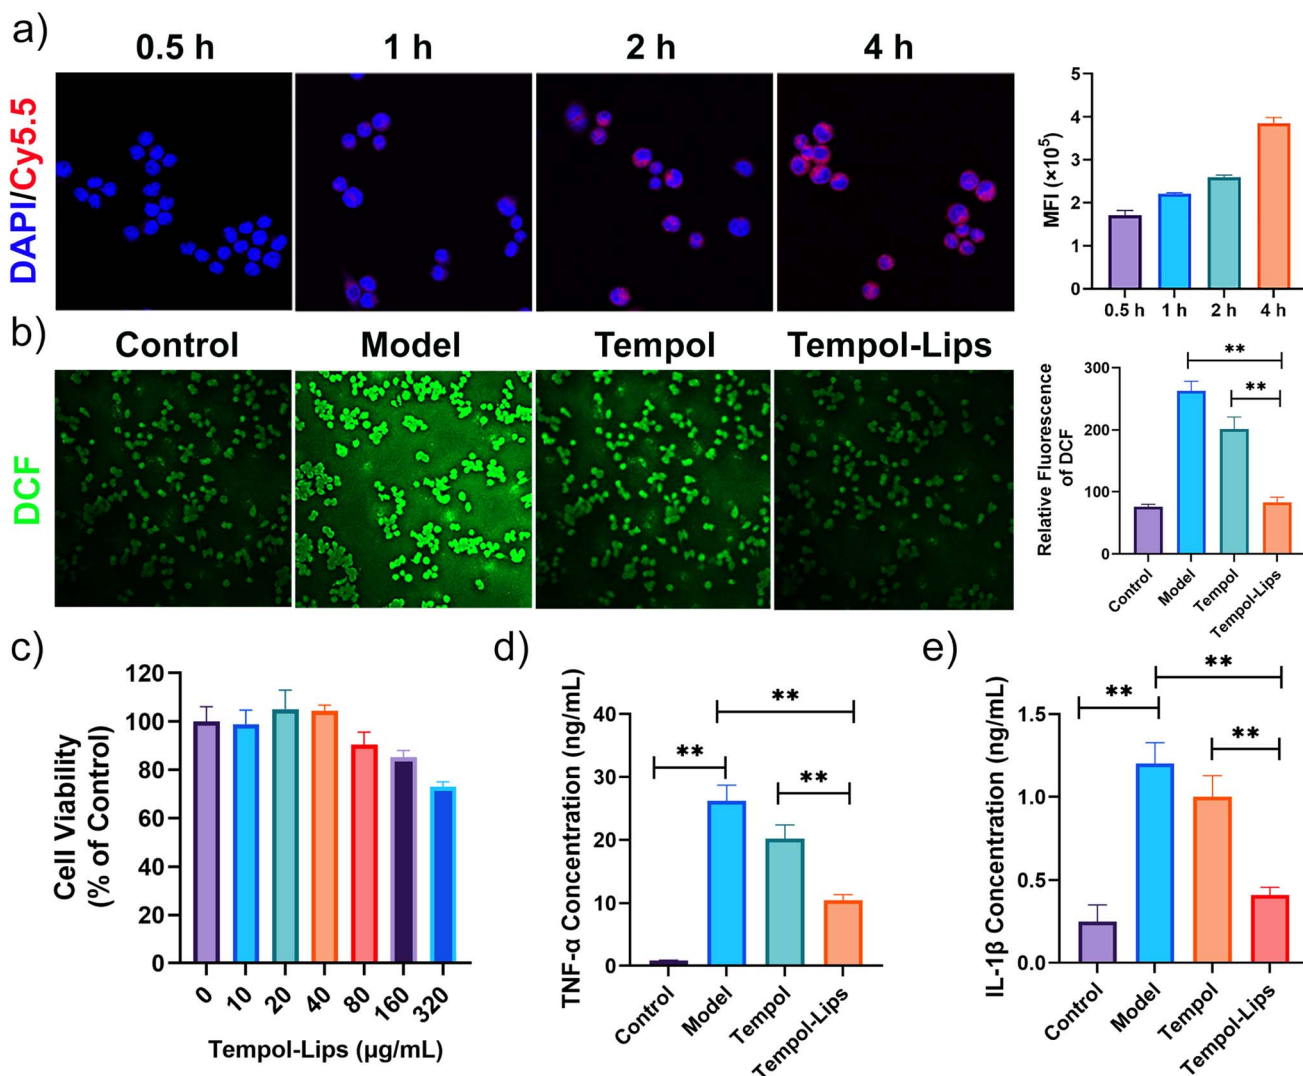 a)
0.5 h
1 h
2 h
4 h
DAPI/Cy5.5
MFI (×10⁵)
5
4
3
2
1
0
0.5 h
1 h
2 h
4 h
b)
Control
Model
Tempol
Tempol-Lips
DCF
Relative Fluorescence
of DCF
300
200
100
0
**
**
Control
Model
Tempol
Tempol-Lips
c)
Cell Viability
(% of Control)
120
100
80
60
40
20
0
0
10
20
40
80
160
320
Tempol-Lips (μg/mL)
d)
TNF-α Concentration (ng/mL)
40
30
20
10
0
**
**
**
Control
Model
Tempol
Tempol-Lips
e)
IL-1β Concentration (ng/mL)
1.5
1.0
0.5
0.0
**
**
**
Control
Model
Tempol
Tempol-Lips